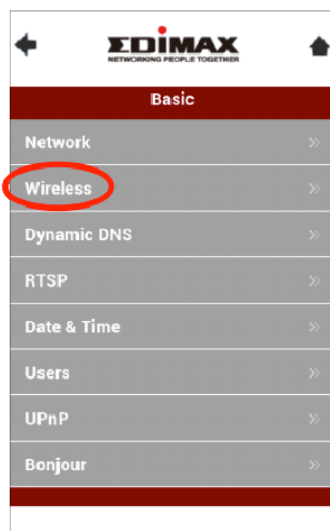 EDIMAX
NETWORKING PEOPLE TOGETHER
Basic
Network
Wireless
Dynamic DNS
RTSP
Date & Time
Users
UPnP
Bonjour